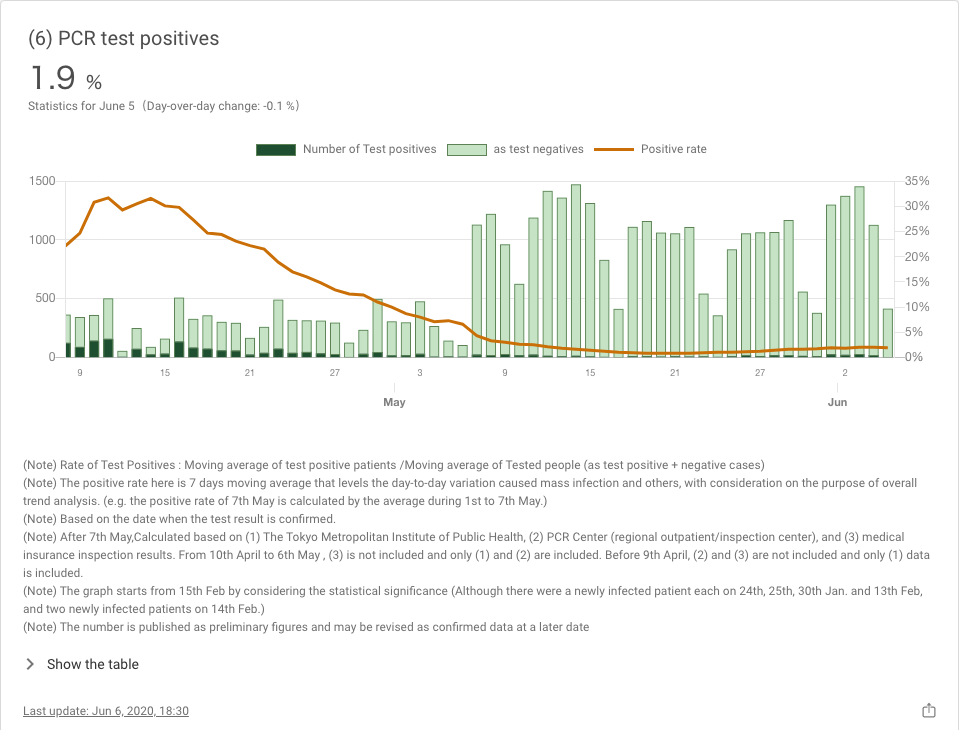 (6) PCR test positives
1.9 %
Statistics for June 5 (Day-over-day change: -0.1 %)
Number of Test positives as test negatives Positive rate
1500 35%
30%
1000 25%
20%
15%
500 10%
5%
0 0%
9 15 21 27 3 9 15 21 27 2
May Jun
(Note) Rate of Test Positives : Moving average of test positive patients /Moving average of Tested people (as test positive + negative cases)
(Note) The positive rate here is 7 days moving average that levels the day-to-day variation caused mass infection and others, with consideration on the purpose of overall
trend analysis. (e.g. the positive rate of 7th May is calculated by the average during 1st to 7th May.)
(Note) Based on the date when the test result is confirmed.
(Note) After 7th May,Calculated based on (1) The Tokyo Metropolitan Institute of Public Health, (2) PCR Center (regional outpatient/inspection center), and (3) medical
insurance inspection results. From 10th April to 6th May , (3) is not included and only (1) and (2) are included. Before 9th April, (2) and (3) are not included and only (1) data
is included.
(Note) The graph starts from 15th Feb by considering the statistical significance (Although there were a newly infected patient each on 24th, 25th, 30th Jan. and 13th Feb,
and two newly infected patients on 14th Feb.)
(Note) The number is published as preliminary figures and may be revised as confirmed data at a later date
Show the table
Last update: Jun 6, 2020, 18:30